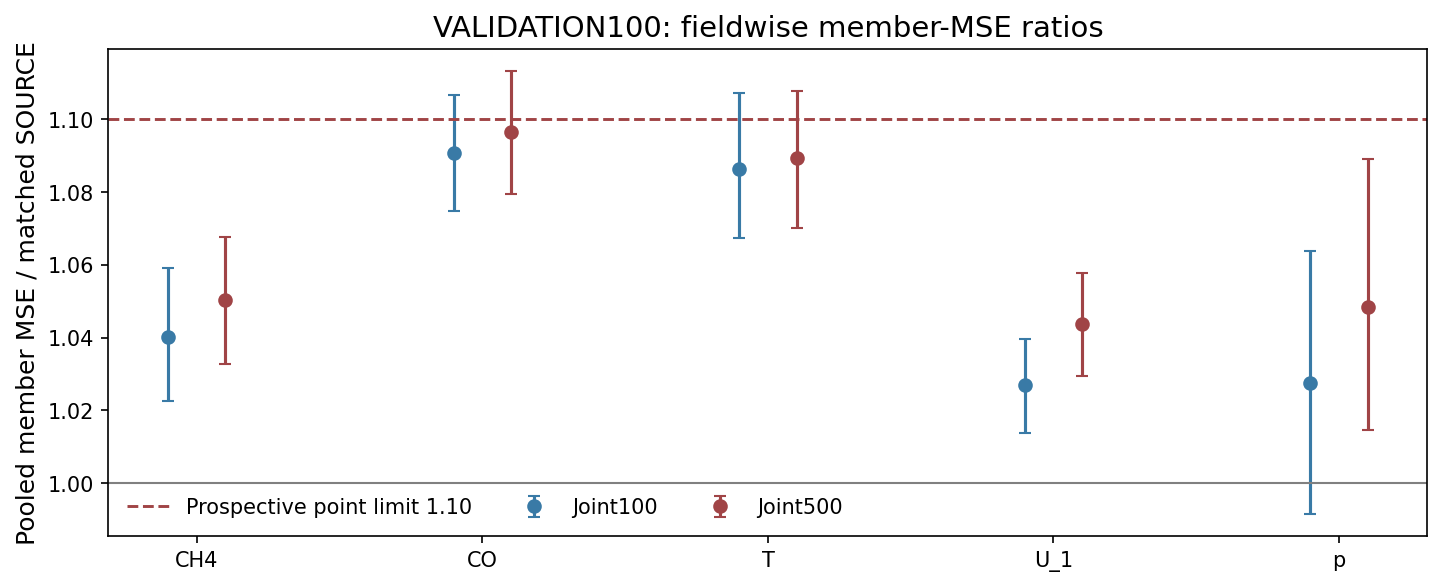 VALIDATION100: fieldwise member-MSE ratios
Pooled member MSE / matched SOURCE
1.10
1.08
1.06
1.04
1.02
1.00
Prospective point limit 1.10
Joint100
Joint500
CH4
CO
T
U_1
p